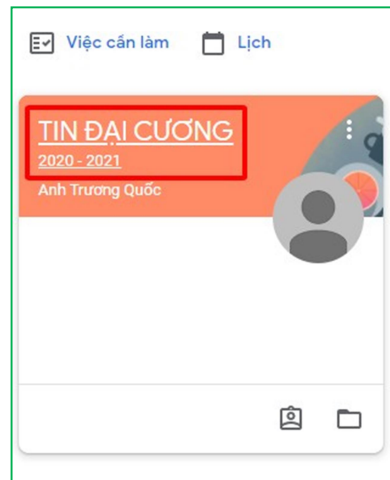 Việc cần làm
Lịch
TIN ĐẠI CƯƠNG
2020 - 2021
Anh Trương Quốc